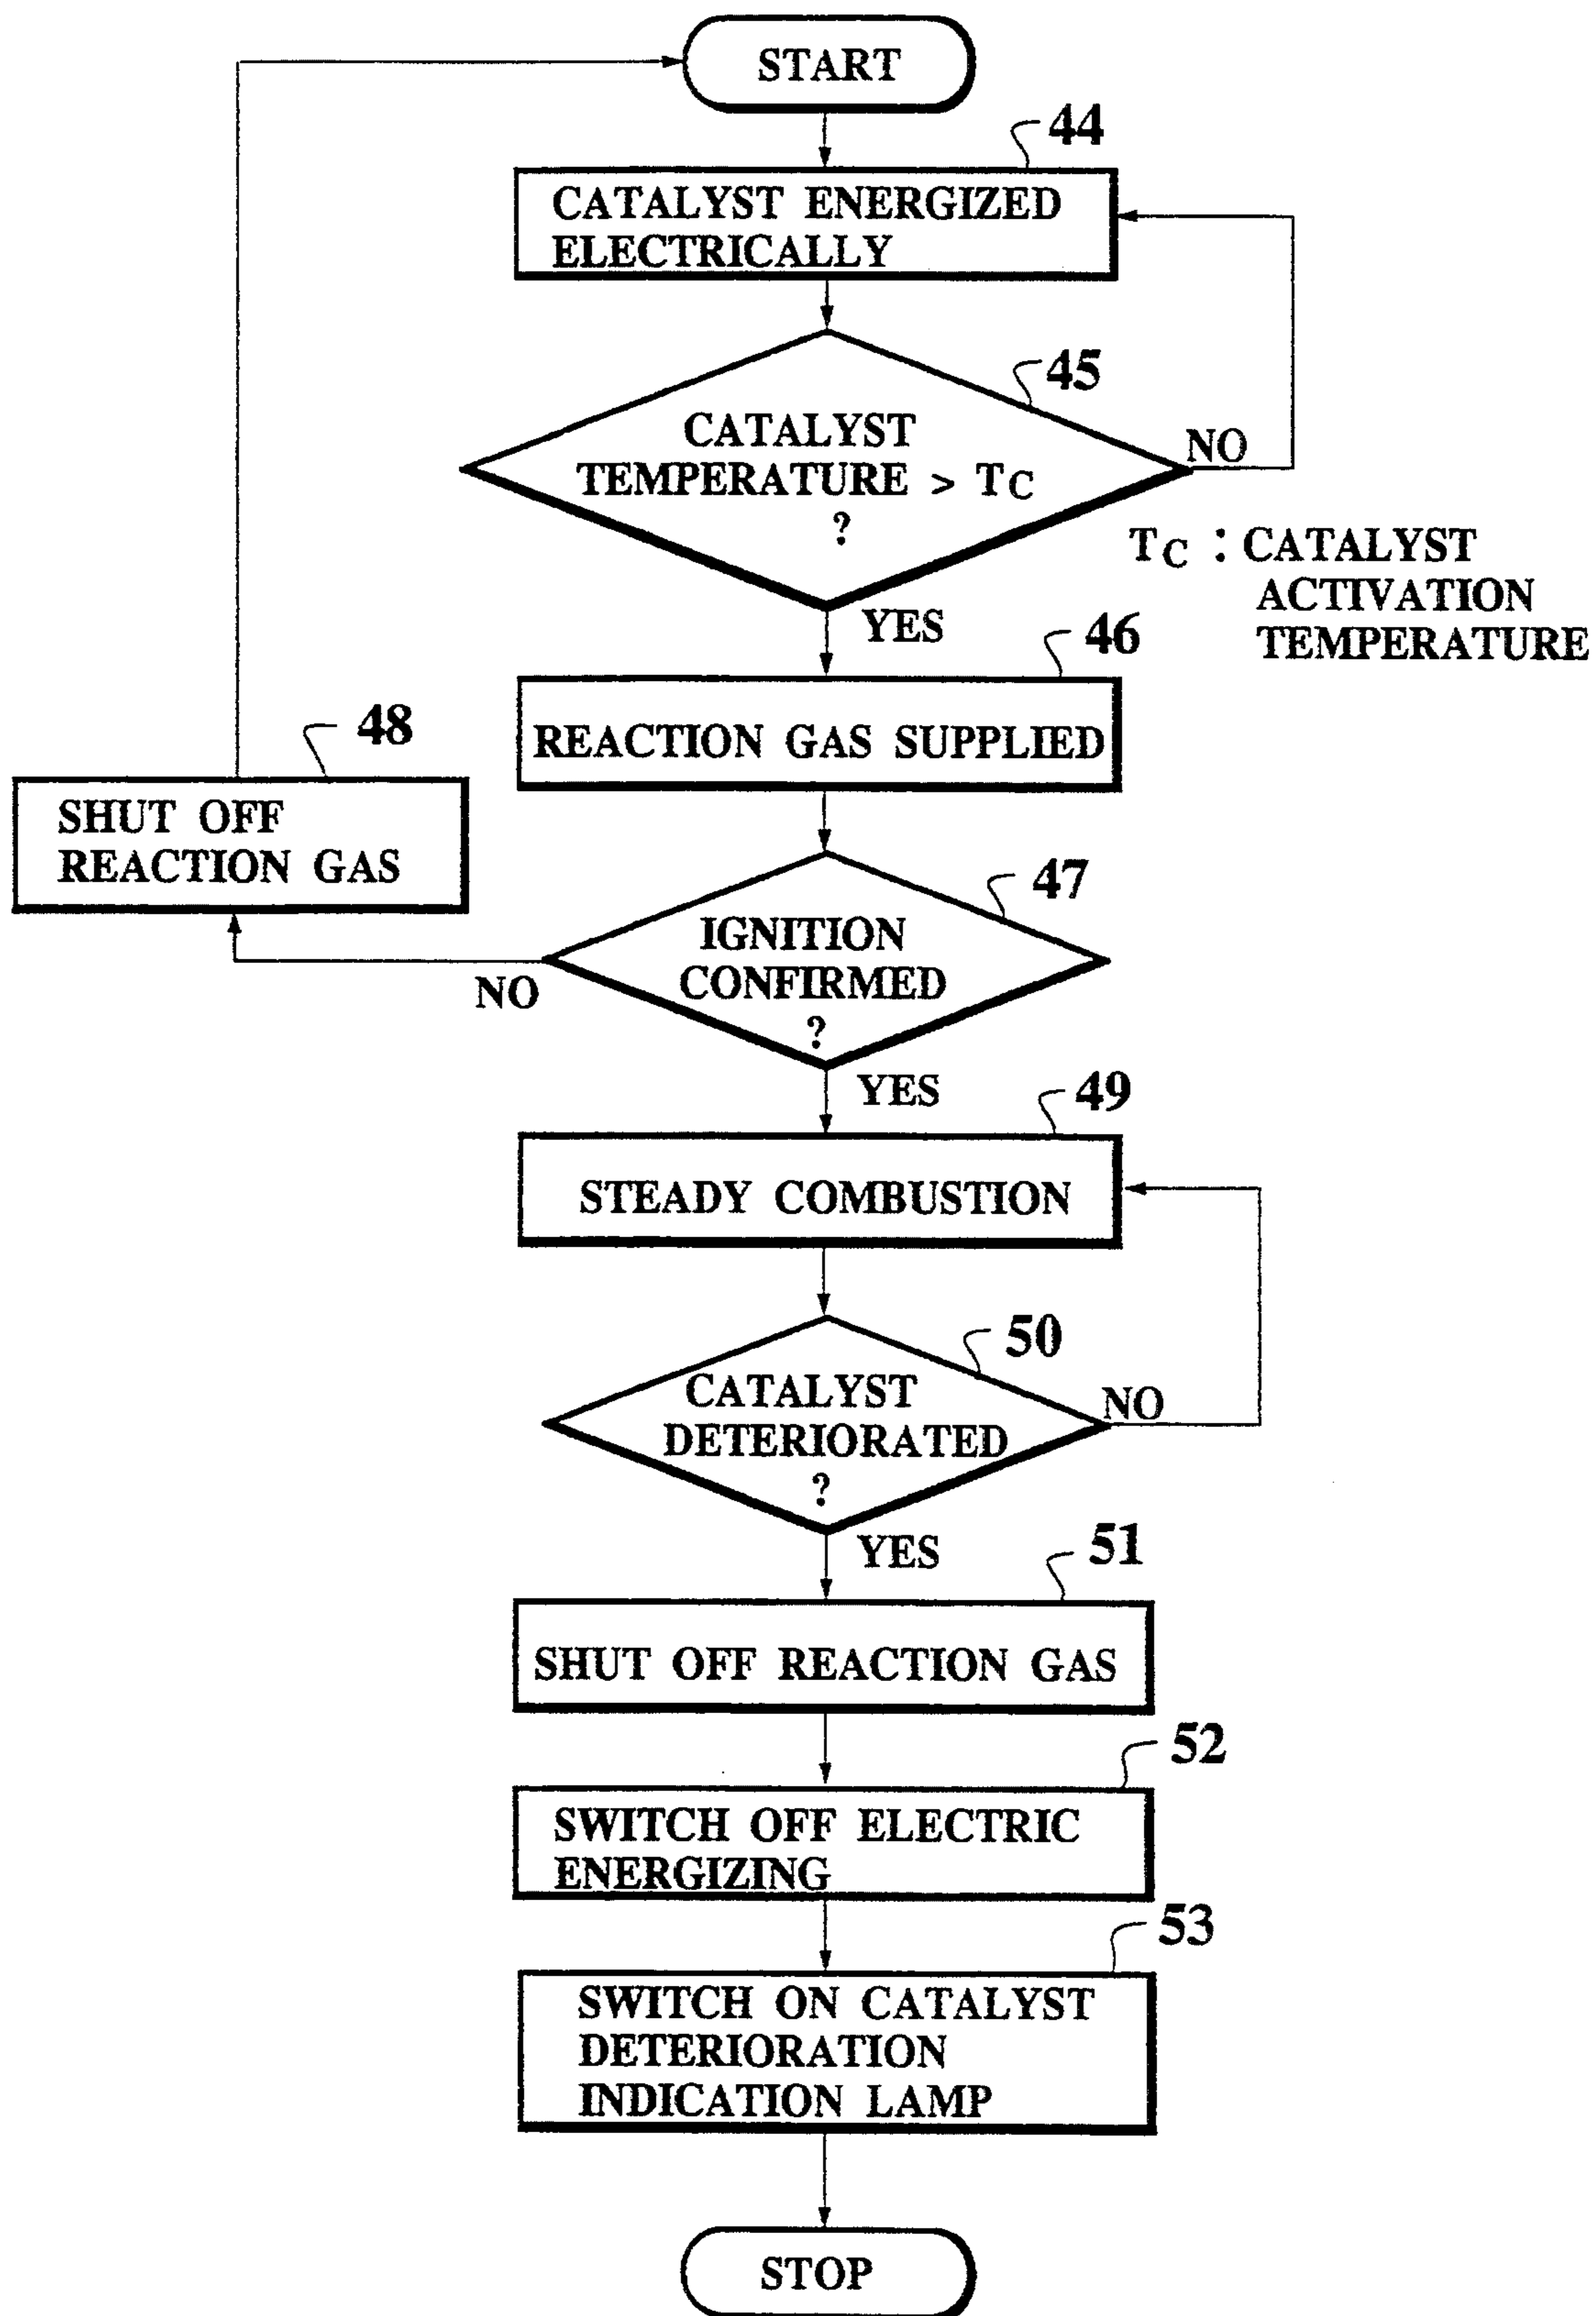 START
44
CATALYST ENERGIZED
ELECTRICALLY
45
CATALYST
TEMPERATURE > TC
?
NO
TC : CATALYST
ACTIVATION
TEMPERATURE
YES
46
REACTION GAS SUPPLIED
48
SHUT OFF
REACTION GAS
47
IGNITION
CONFIRMED
?
NO
YES
49
STEADY COMBUSTION
50
CATALYST
DETERIORATED
?
NO
YES
51
SHUT OFF REACTION GAS
52
SWITCH OFF ELECTRIC
ENERGIZING
53
SWITCH ON CATALYST
DETERIORATION
INDICATION LAMP
STOP